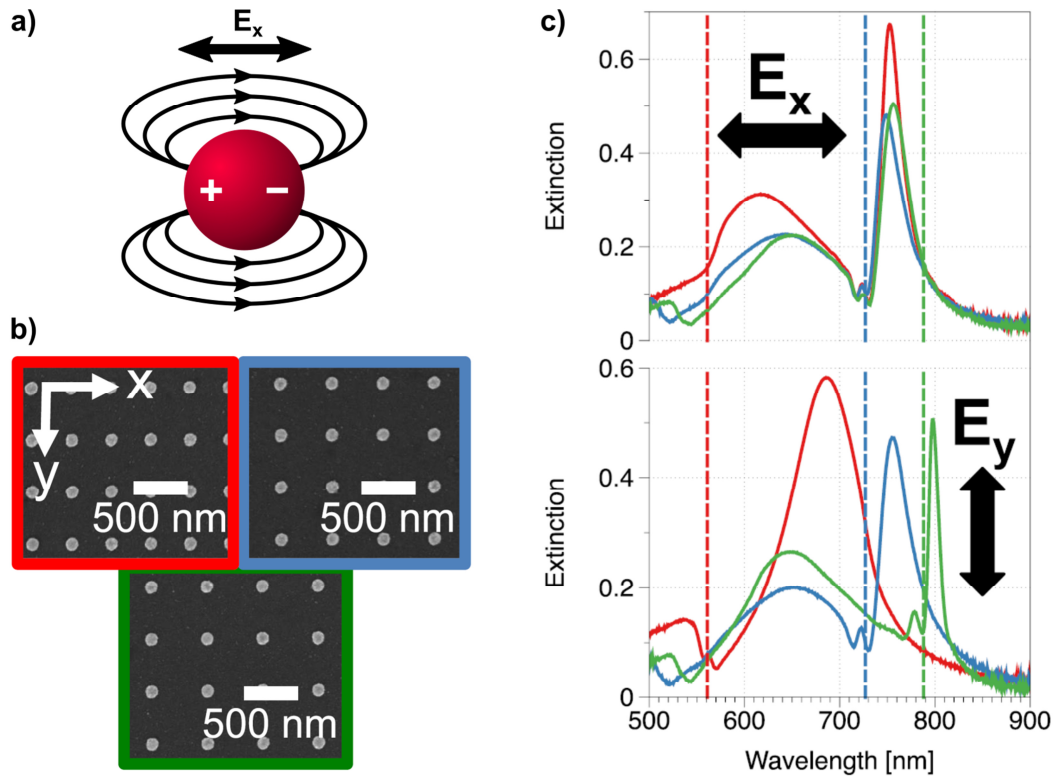 a)
Eₓ
+ −
b)
x
y
500 nm
500 nm
500 nm
c)
0.6
0.4
0.2
0
Extinction
Eₓ
0.6
0.4
0.2
0
Extinction
E_y
500 600 700 800 900
Wavelength [nm]